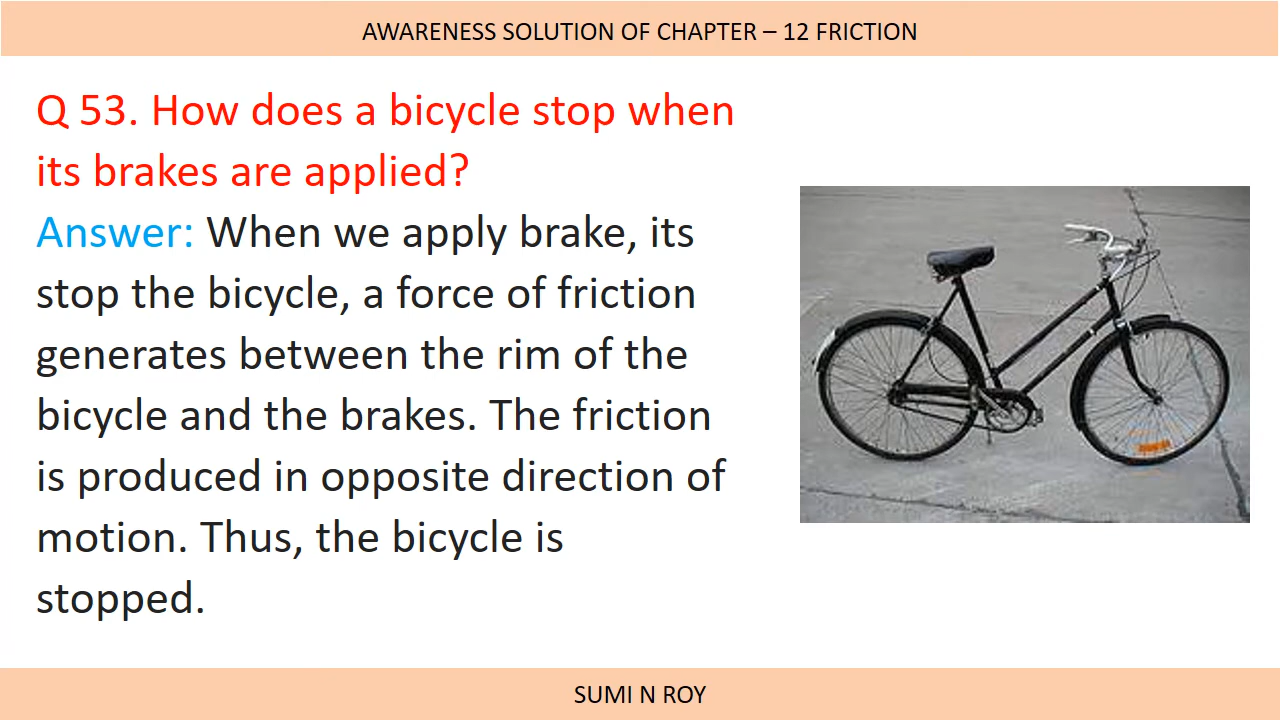 AWARENESS SOLUTION OF CHAPTER – 12 FRICTION
Q 53. How does a bicycle stop when
its brakes are applied?
Answer: When we apply brake, its
stop the bicycle, a force of friction
generates between the rim of the
bicycle and the brakes. The friction
is produced in opposite direction of
motion. Thus, the bicycle is
stopped.
SUMI N ROY